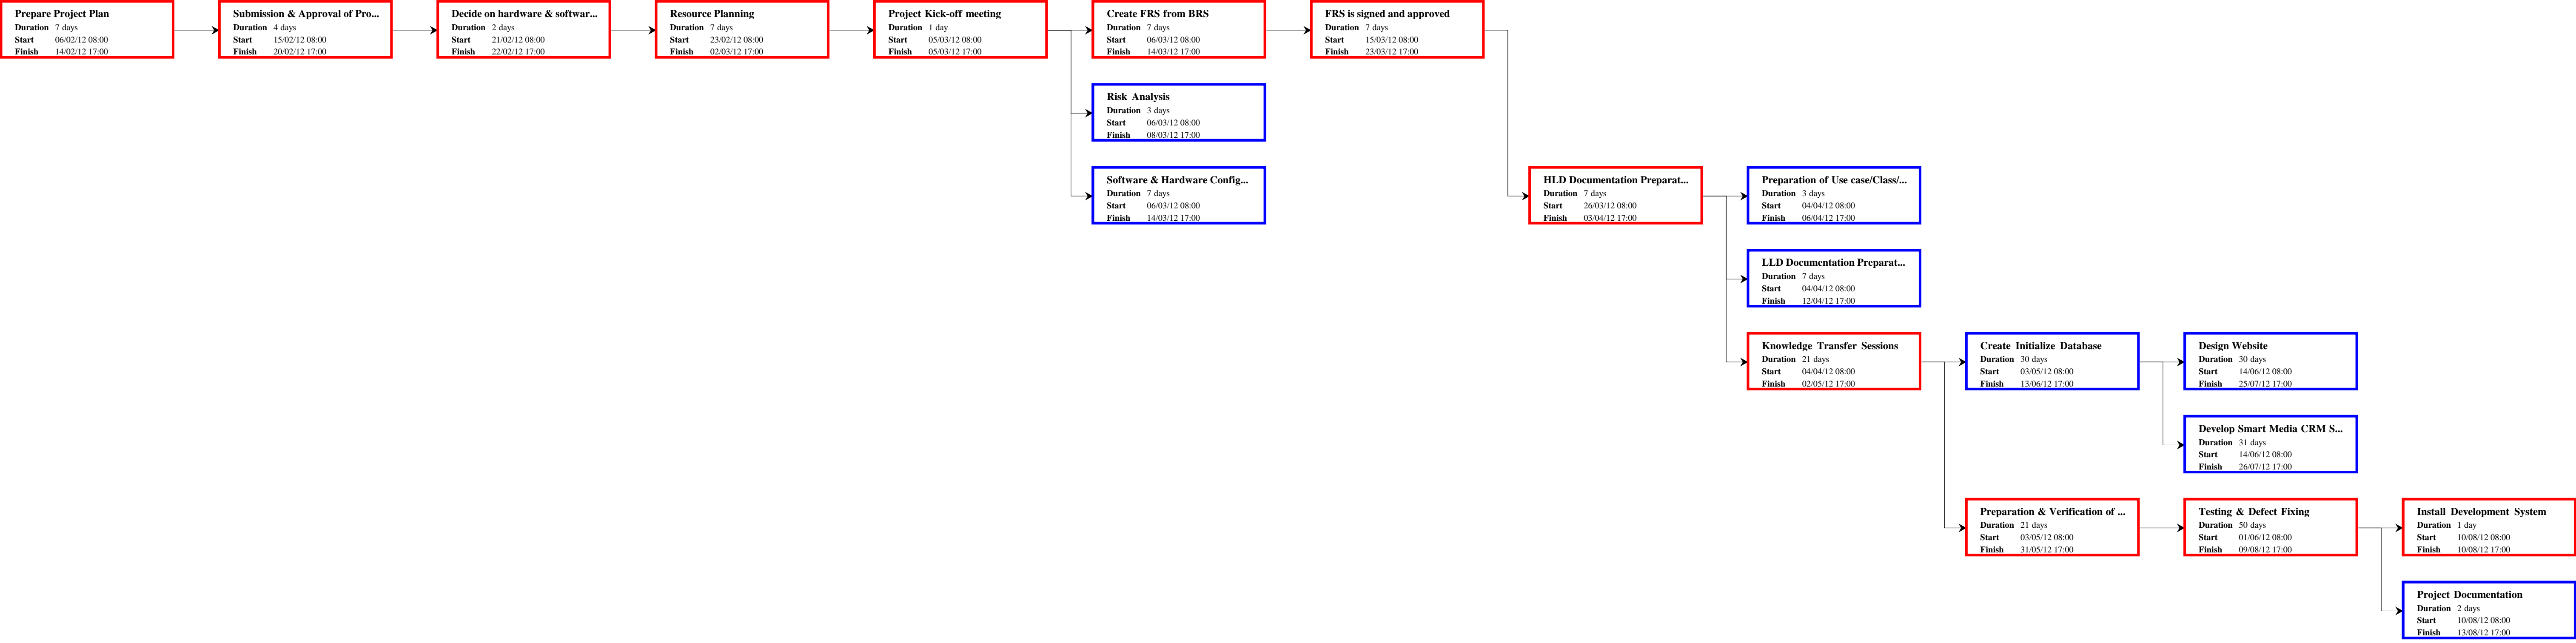 Prepare Project Plan
Duration 7 days
Start 06/02/12 08:00
Finish 14/02/12 17:00
Submission & Approval of Pro...
Duration 4 days
Start 15/02/12 08:00
Finish 20/02/12 17:00
Decide on hardware & softwar...
Duration 2 days
Start 21/02/12 08:00
Finish 22/02/12 17:00
Resource Planning
Duration 7 days
Start 23/02/12 08:00
Finish 02/03/12 17:00
Project Kick-off meeting
Duration 1 day
Start 05/03/12 08:00
Finish 05/03/12 17:00
Create FRS from BRS
Duration 7 days
Start 06/03/12 08:00
Finish 14/03/12 17:00
FRS is signed and approved
Duration 7 days
Start 15/03/12 08:00
Finish 23/03/12 17:00
Risk Analysis
Duration 3 days
Start 06/03/12 08:00
Finish 08/03/12 17:00
Software & Hardware Config...
Duration 7 days
Start 06/03/12 08:00
Finish 14/03/12 17:00
HLD Documentation Preparat...
Duration 7 days
Start 26/03/12 08:00
Finish 03/04/12 17:00
Preparation of Use case/Class/...
Duration 3 days
Start 04/04/12 08:00
Finish 06/04/12 17:00
LLD Documentation Preparat...
Duration 7 days
Start 04/04/12 08:00
Finish 12/04/12 17:00
Knowledge Transfer Sessions
Duration 21 days
Start 04/04/12 08:00
Finish 02/05/12 17:00
Create Initialize Database
Duration 30 days
Start 03/05/12 08:00
Finish 13/06/12 17:00
Design Website
Duration 30 days
Start 14/06/12 08:00
Finish 25/07/12 17:00
Develop Smart Media CRM S...
Duration 31 days
Start 14/06/12 08:00
Finish 26/07/12 17:00
Preparation & Verification of ...
Duration 21 days
Start 03/05/12 08:00
Finish 31/05/12 17:00
Testing & Defect Fixing
Duration 50 days
Start 01/06/12 08:00
Finish 09/08/12 17:00
Install Development System
Duration 1 day
Start 10/08/12 08:00
Finish 10/08/12 17:00
Project Documentation
Duration 2 days
Start 10/08/12 08:00
Finish 13/08/12 17:00